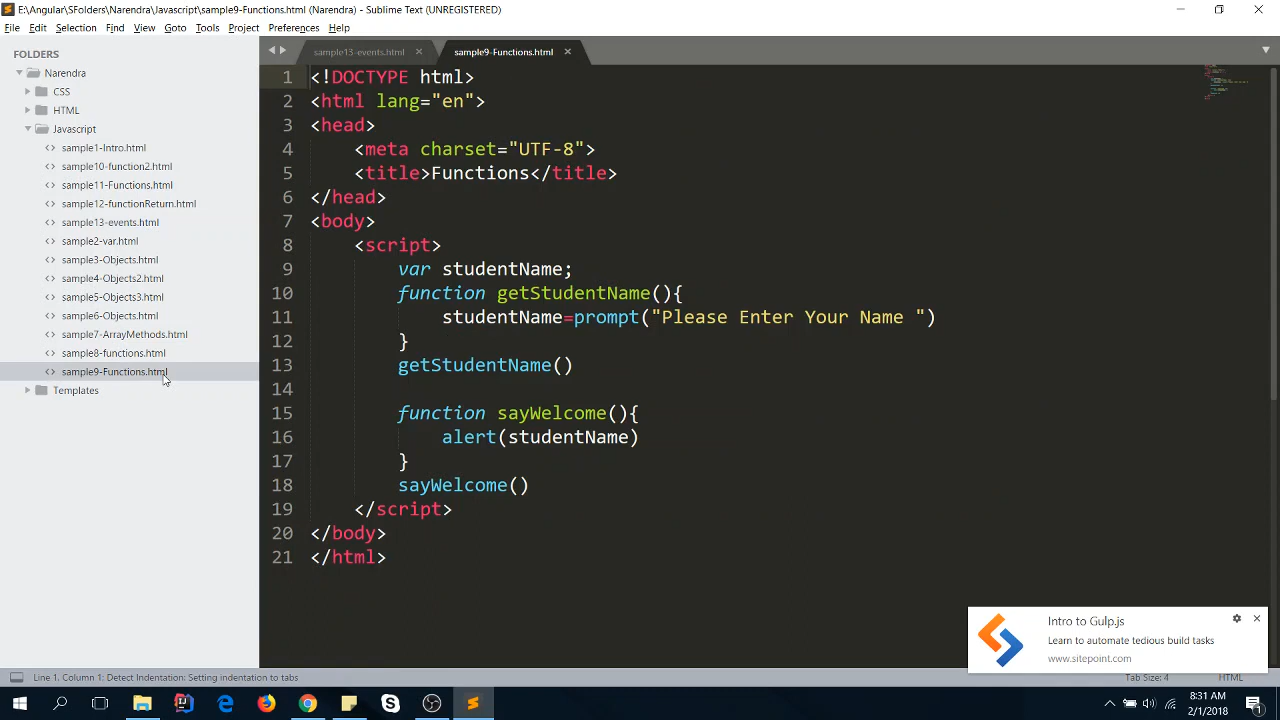 E:\Angular\SFolders\Narendra\Javascript\sample9-Functions.html (Narendra) - Sublime Text (UNREGISTERED)
File Edit Selection Find View Goto Tools Project Preferences Help
FOLDERS
Narendra
CSS
HTML
Javascript
sample1-Intro.html
sample10-function2.html
sample11-Functions.html
sample12-functionReturn.html
sample13-events.html
sample2-var.html
sample3-Objects.html
sample4-Objects2.html
sample5-Objects3.html
sample6-Objects.html
sample7-ArrayMethods.html
sample8-functions.html
sample9-Functions.html
Templates
sample13-events.html sample9-Functions.html
1 <!DOCTYPE html>
2 <html lang="en">
3 <head>
4 <meta charset="UTF-8">
5 <title>Functions</title>
6 </head>
7 <body>
8 <script>
9 var studentName;
10 function getStudentName(){
11 studentName=prompt("Please Enter Your Name ")
12 }
13 getStudentName()
14
15 function sayWelcome(){
16 alert(studentName)
17 }
18 sayWelcome()
19 </script>
20 </body>
21 </html>
Intro to Gulp.js
Learn to automate tedious build tasks
www.sitepoint.com
Line 1, Column 1; Detect Indentation: Setting indentation to tabs Tab Size: 4 HTML
8:31 AM
2/1/2018
1